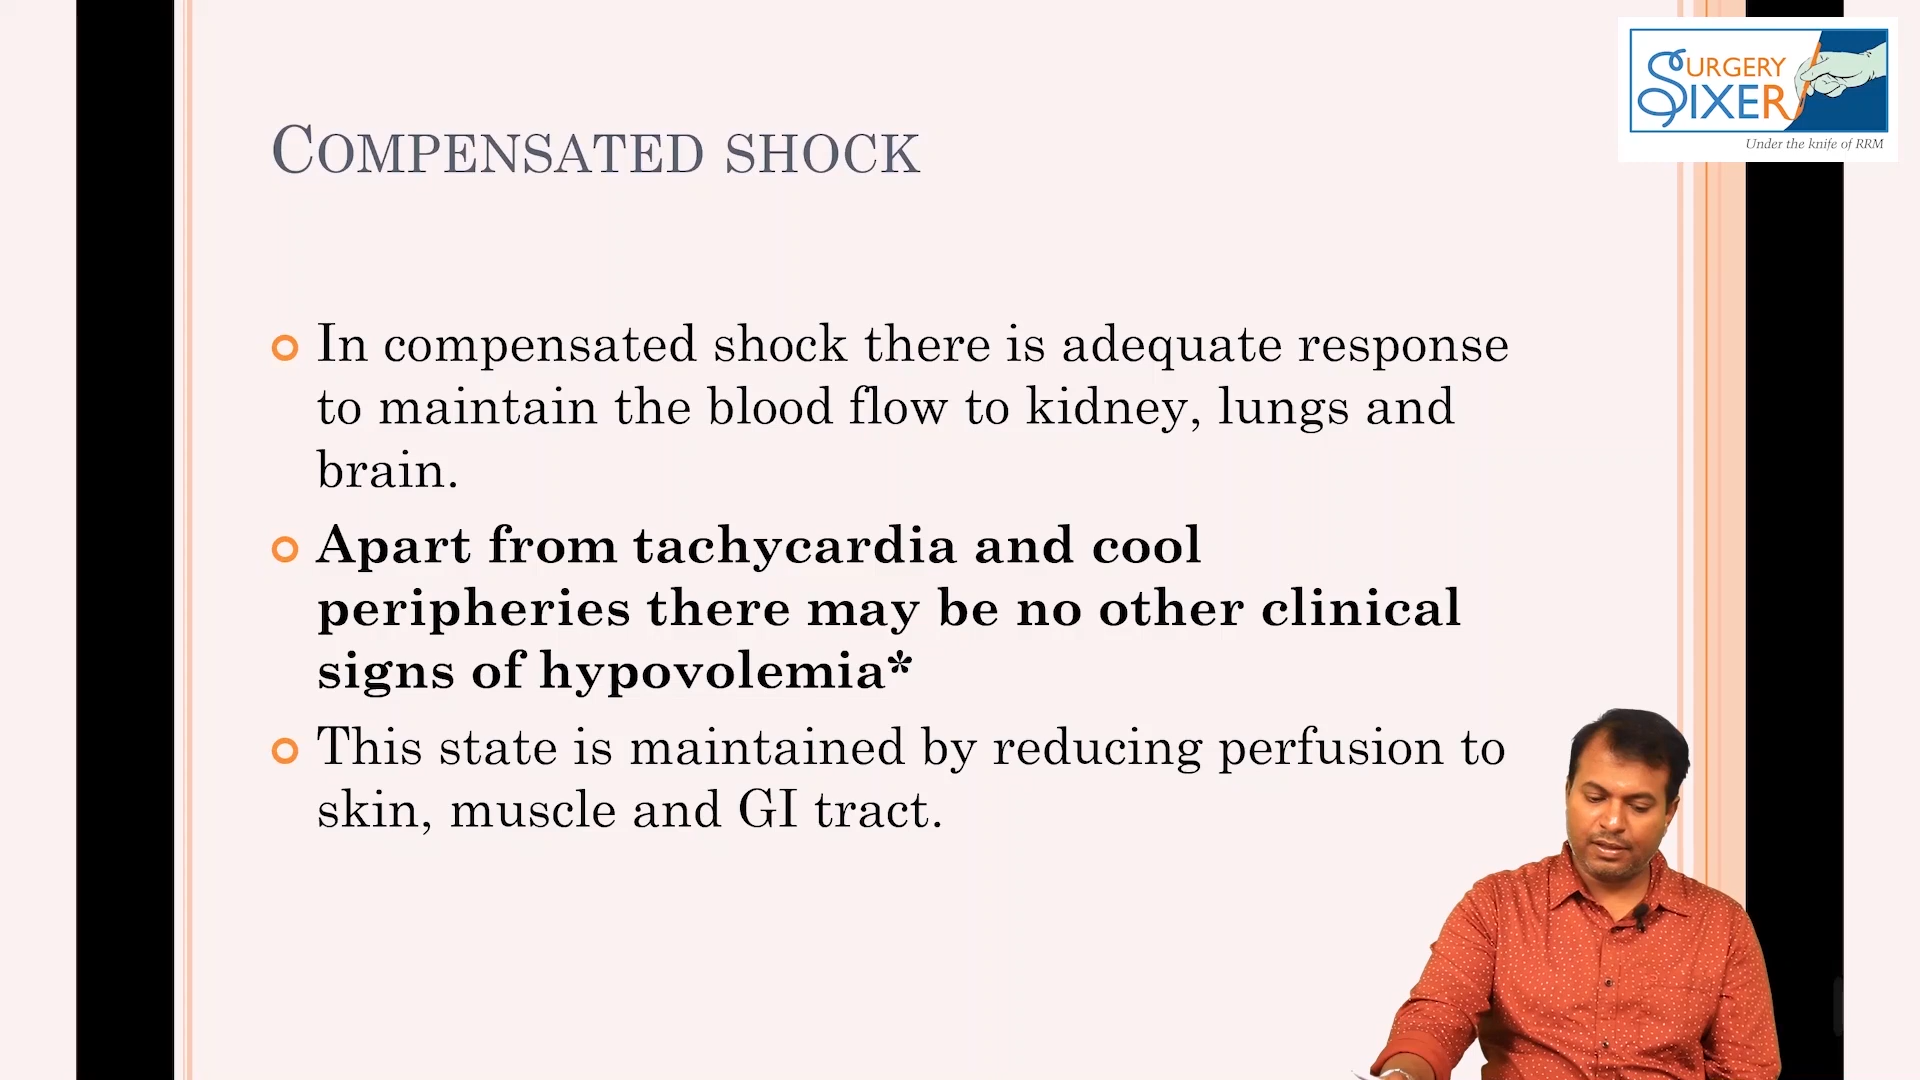 SURGERY
SIXER
Under the knife of RRM
COMPENSATED SHOCK
In compensated shock there is adequate response
to maintain the blood flow to kidney, lungs and
brain.
Apart from tachycardia and cool
peripheries there may be no other clinical
signs of hypovolemia*
This state is maintained by reducing perfusion to
skin, muscle and GI tract.